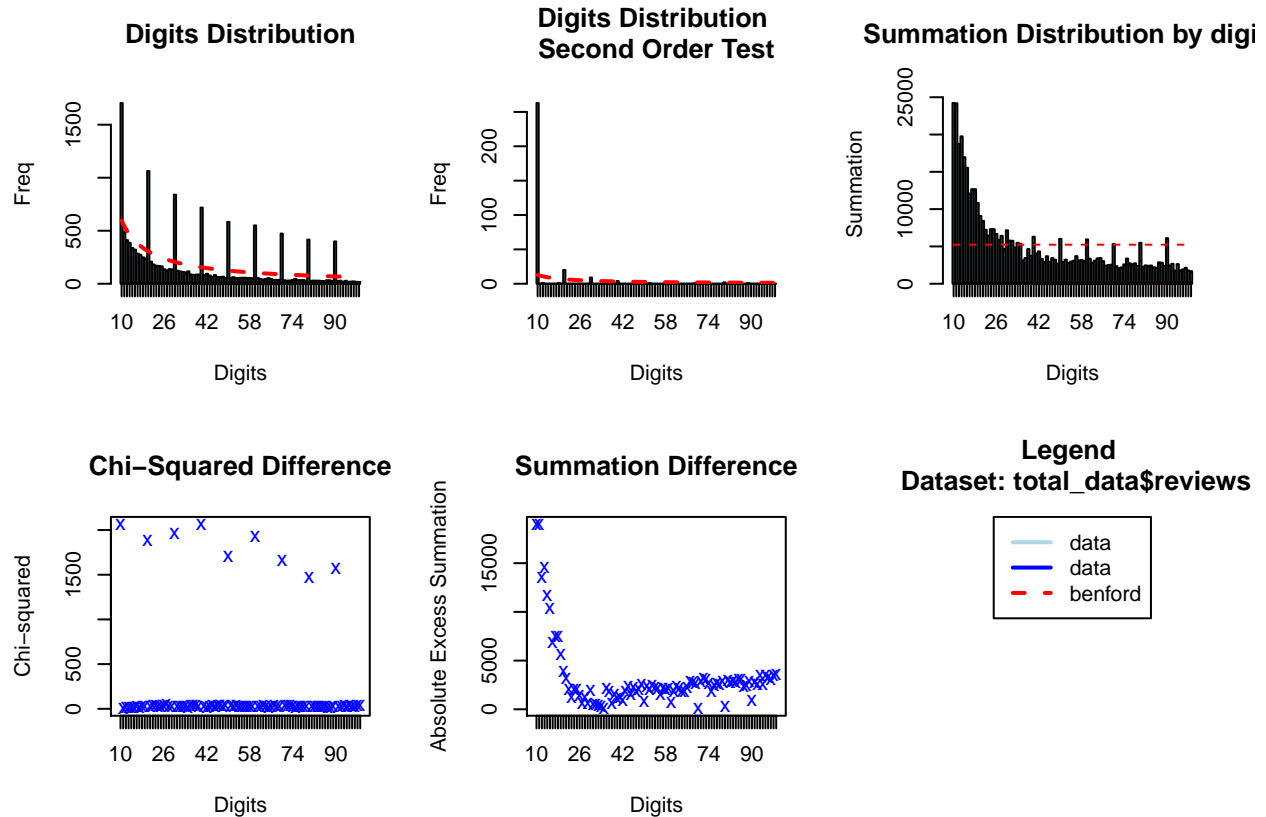 Digits Distribution
Freq
0 500 1500
10 26 42 58 74 90
Digits
Digits Distribution
Second Order Test
Freq
0 100 200
10 26 42 58 74 90
Digits
Summation Distribution by digi
Summation
0 10000 25000
10 26 42 58 74 90
Digits
Chi−Squared Difference
Chi−squared
0 500 1500
10 26 42 58 74 90
Digits
Summation Difference
Absolute Excess Summation
0 5000 15000
10 26 42 58 74 90
Digits
Legend
Dataset: total_data$reviews
data
data
benford